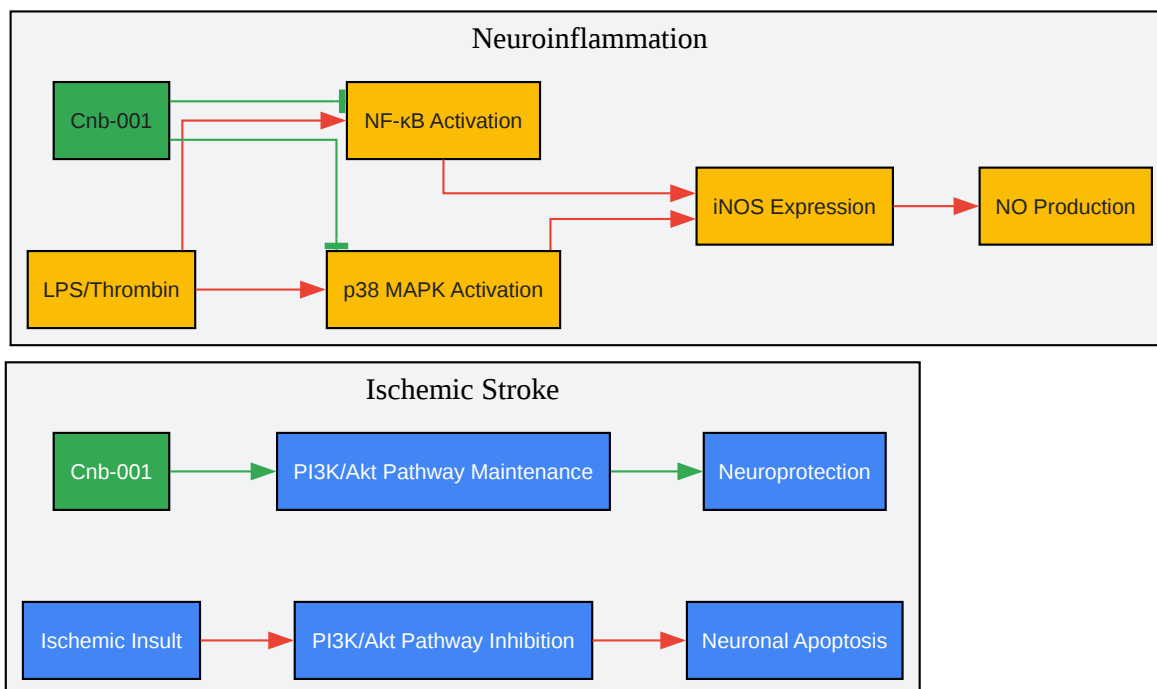 Neuroinflammation
Cnb-001
NF-κB Activation
iNOS Expression
NO Production
LPS/Thrombin
p38 MAPK Activation
Ischemic Stroke
Cnb-001
PI3K/Akt Pathway Maintenance
Neuroprotection
Ischemic Insult
PI3K/Akt Pathway Inhibition
Neuronal Apoptosis